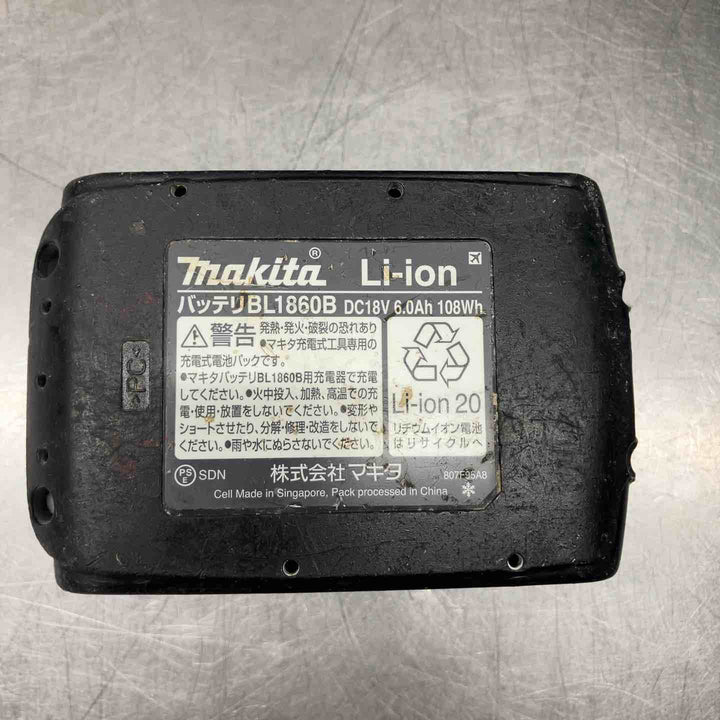 makita® Li-ion
バッテリBL1860B DC18V 6.0Ah 108Wh
警告 発熱・発火・破裂の恐れあり
●マキタ充電式工具専用の
充電式電池パックです。
●マキタバッテリBL1860B用充電器で充電
してください。●火中投入、加熱、高温での充
電・使用・放置をしないでください。●変形や
ショートさせたり、分解・修理・改造をしないで
ください。●雨や水にぬらさないでください。
Li-ion 20
リチウムイオン電池
はリサイクルへ
PSE SDN 株式会社マキタ 807F95A8
Cell Made in Singapore, Pack processed in China
>PC<